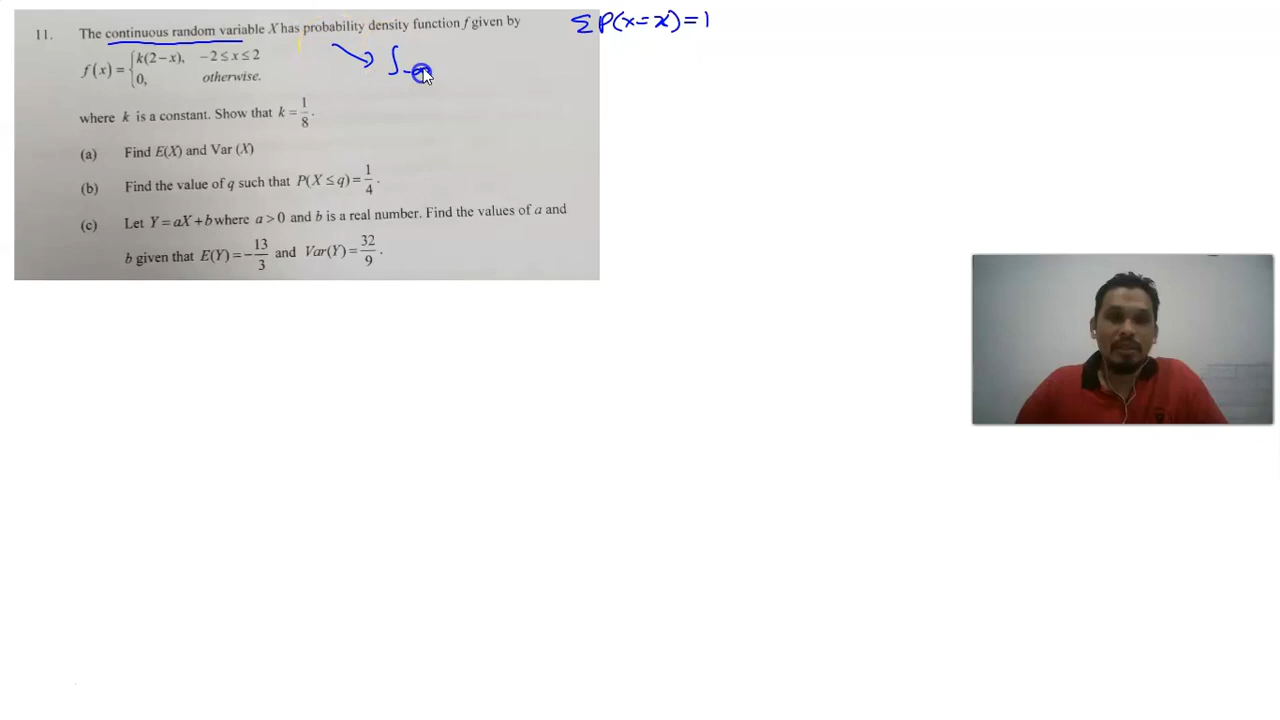 11. The continuous random variable X has probability density function f given by
ΣP(X=x)=1
f(x) = {k(2−x), −2 ≤ x ≤ 2
0, otherwise.
∫−∞
where k is a constant. Show that k = 1/8.
(a) Find E(X) and Var (X)
(b) Find the value of q such that P(X ≤ q) = 1/4.
(c) Let Y = aX + b where a > 0 and b is a real number. Find the values of a and
b given that E(Y) = −13/3 and Var(Y) = 32/9.